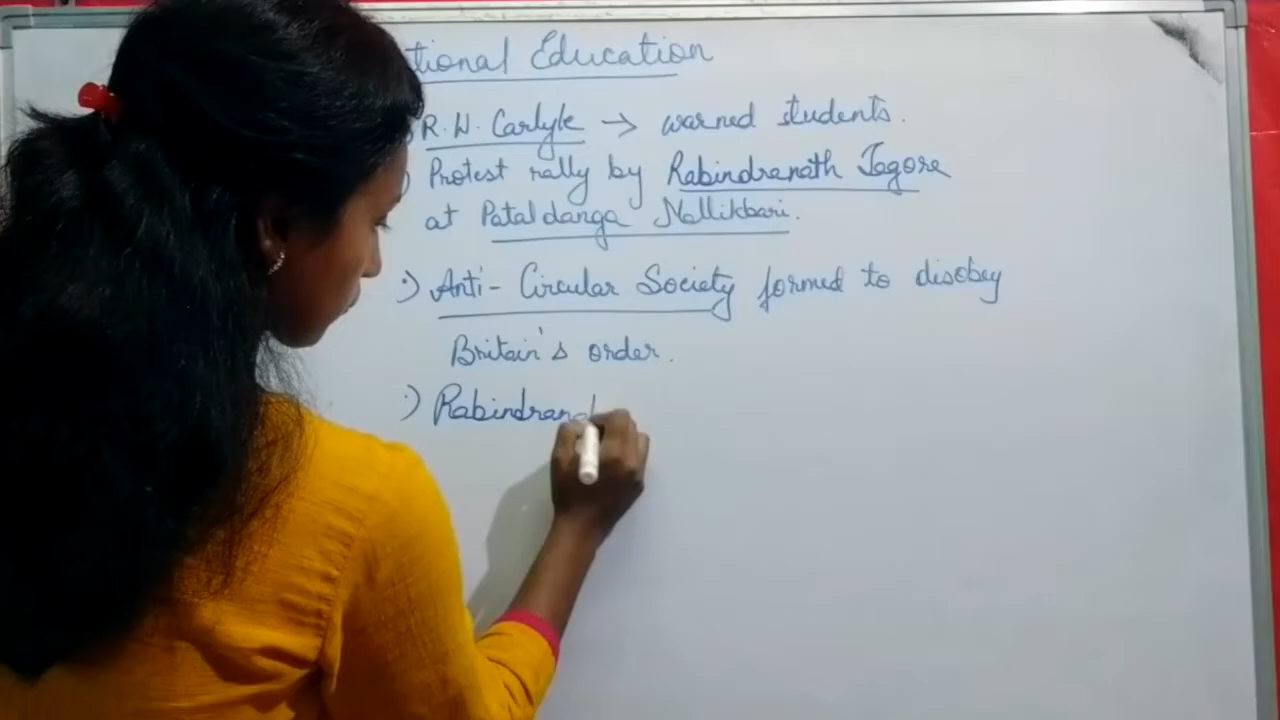 tional Education
R.W. Carlyle → warned students.
Protest rally by Rabindranath Tagore
at Pataldanga Mallikbari.
:) Anti-Circular Society formed to disobey
Britain's order.
:) Rabindrana